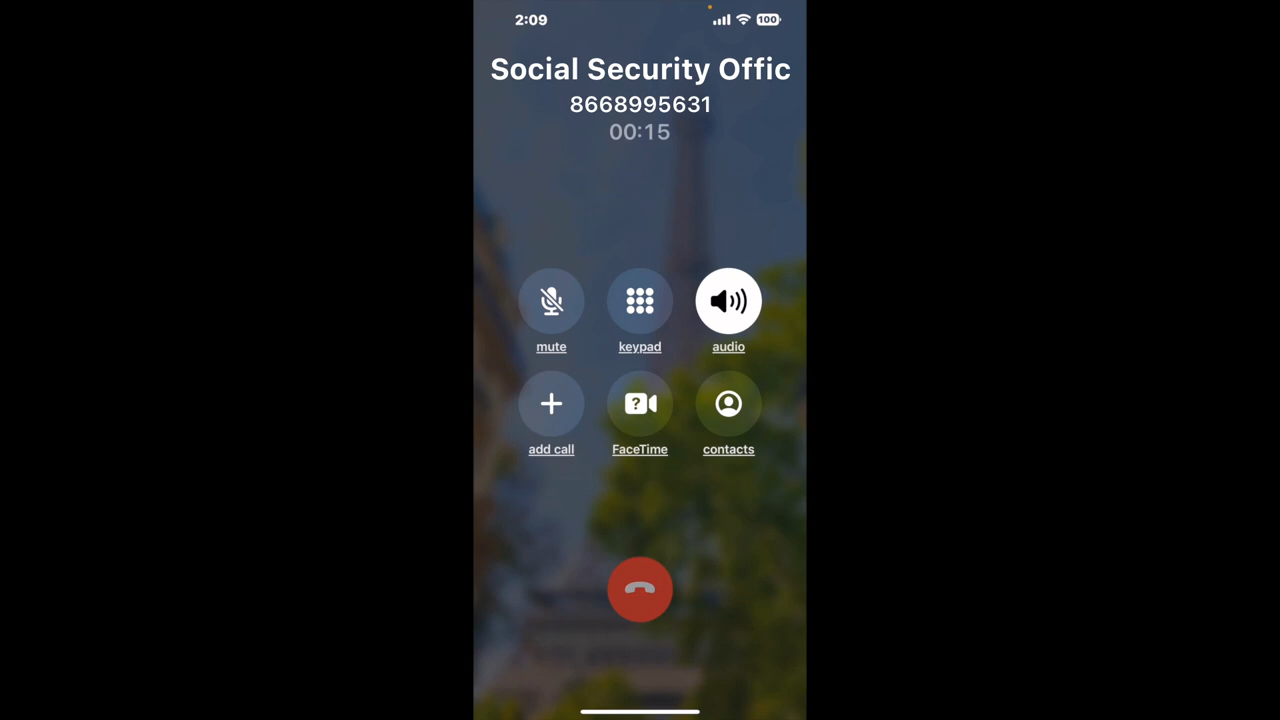 2:09
100
Social Security Offic
8668995631
00:15
mute
keypad
audio
?
add call
FaceTime
contacts